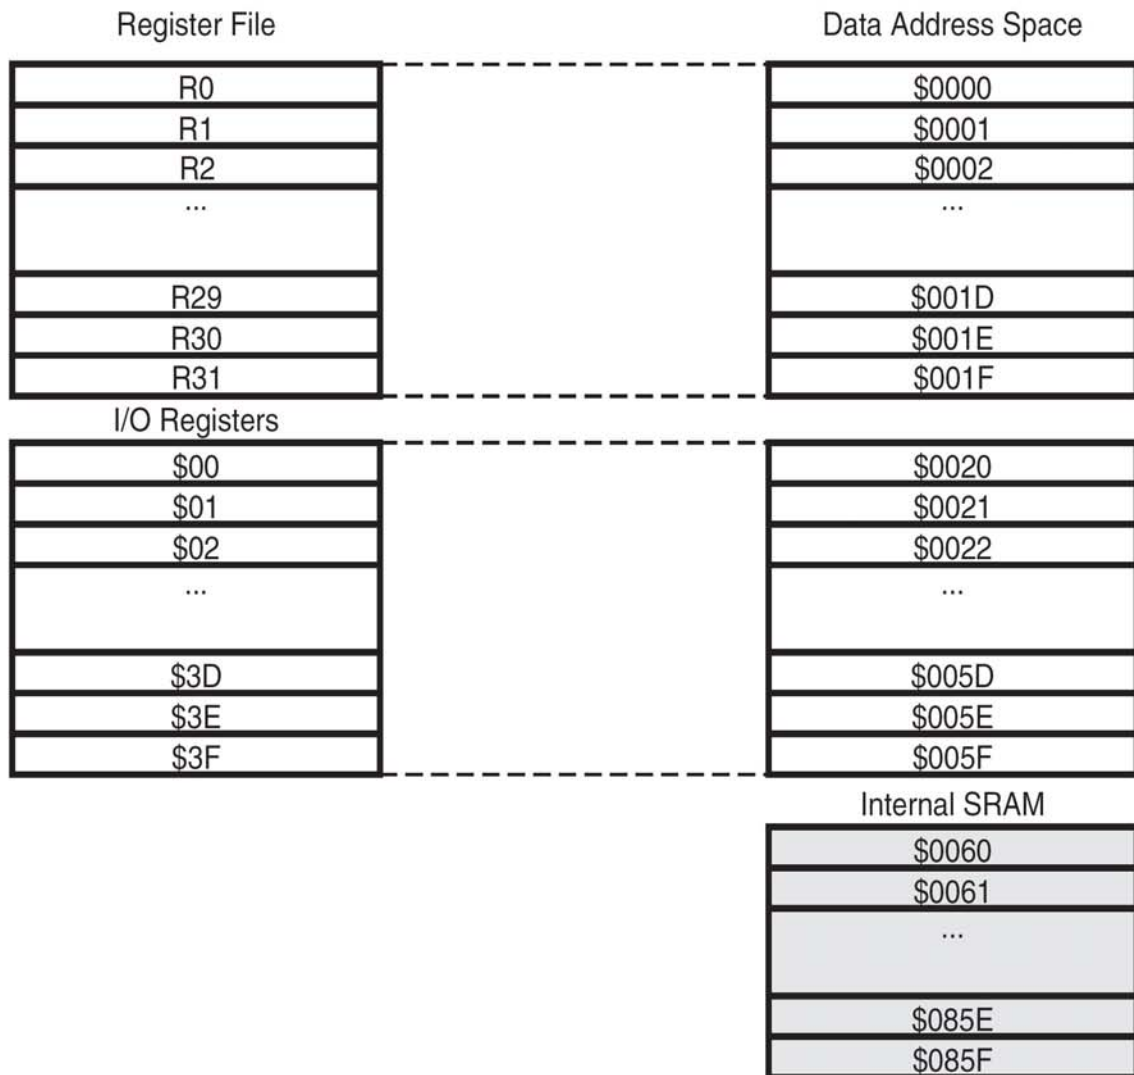 Register File
Data Address Space
R0
$0000
R1
$0001
R2
$0002
...
...
R29
$001D
R30
$001E
R31
$001F
I/O Registers
$00
$0020
$01
$0021
$02
$0022
...
...
$3D
$005D
$3E
$005E
$3F
$005F
Internal SRAM
$0060
$0061
...
$085E
$085F